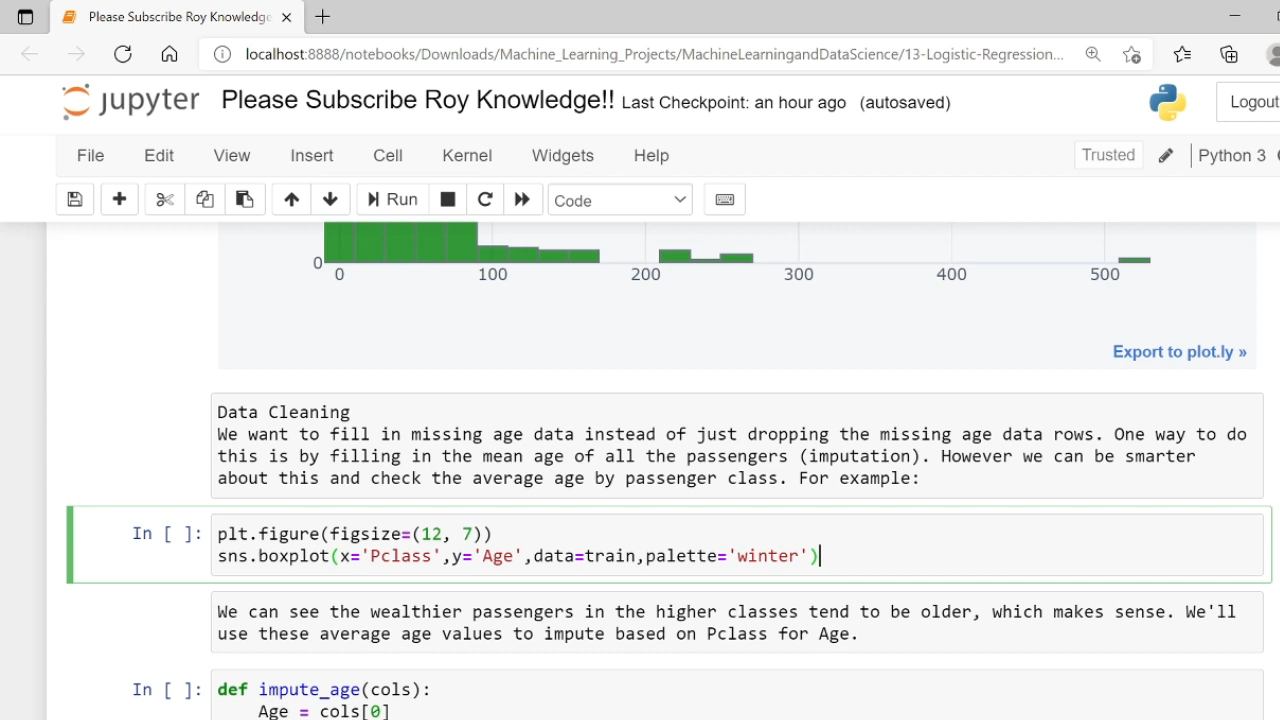 Please Subscribe Roy Knowledge
localhost:8888/notebooks/Downloads/Machine_Learning_Projects/MachineLearningandDataScience/13-Logistic-Regression...
jupyter Please Subscribe Roy Knowledge!! Last Checkpoint: an hour ago (autosaved)
Logout
File Edit View Insert Cell Kernel Widgets Help
Trusted Python 3
Run Code
0
0 100 200 300 400 500
Export to plot.ly »
Data Cleaning
We want to fill in missing age data instead of just dropping the missing age data rows. One way to do
this is by filling in the mean age of all the passengers (imputation). However we can be smarter
about this and check the average age by passenger class. For example:
In [ ]: plt.figure(figsize=(12, 7))
sns.boxplot(x='Pclass',y='Age',data=train,palette='winter')
We can see the wealthier passengers in the higher classes tend to be older, which makes sense. We'll
use these average age values to impute based on Pclass for Age.
In [ ]: def impute_age(cols):
Age = cols[0]